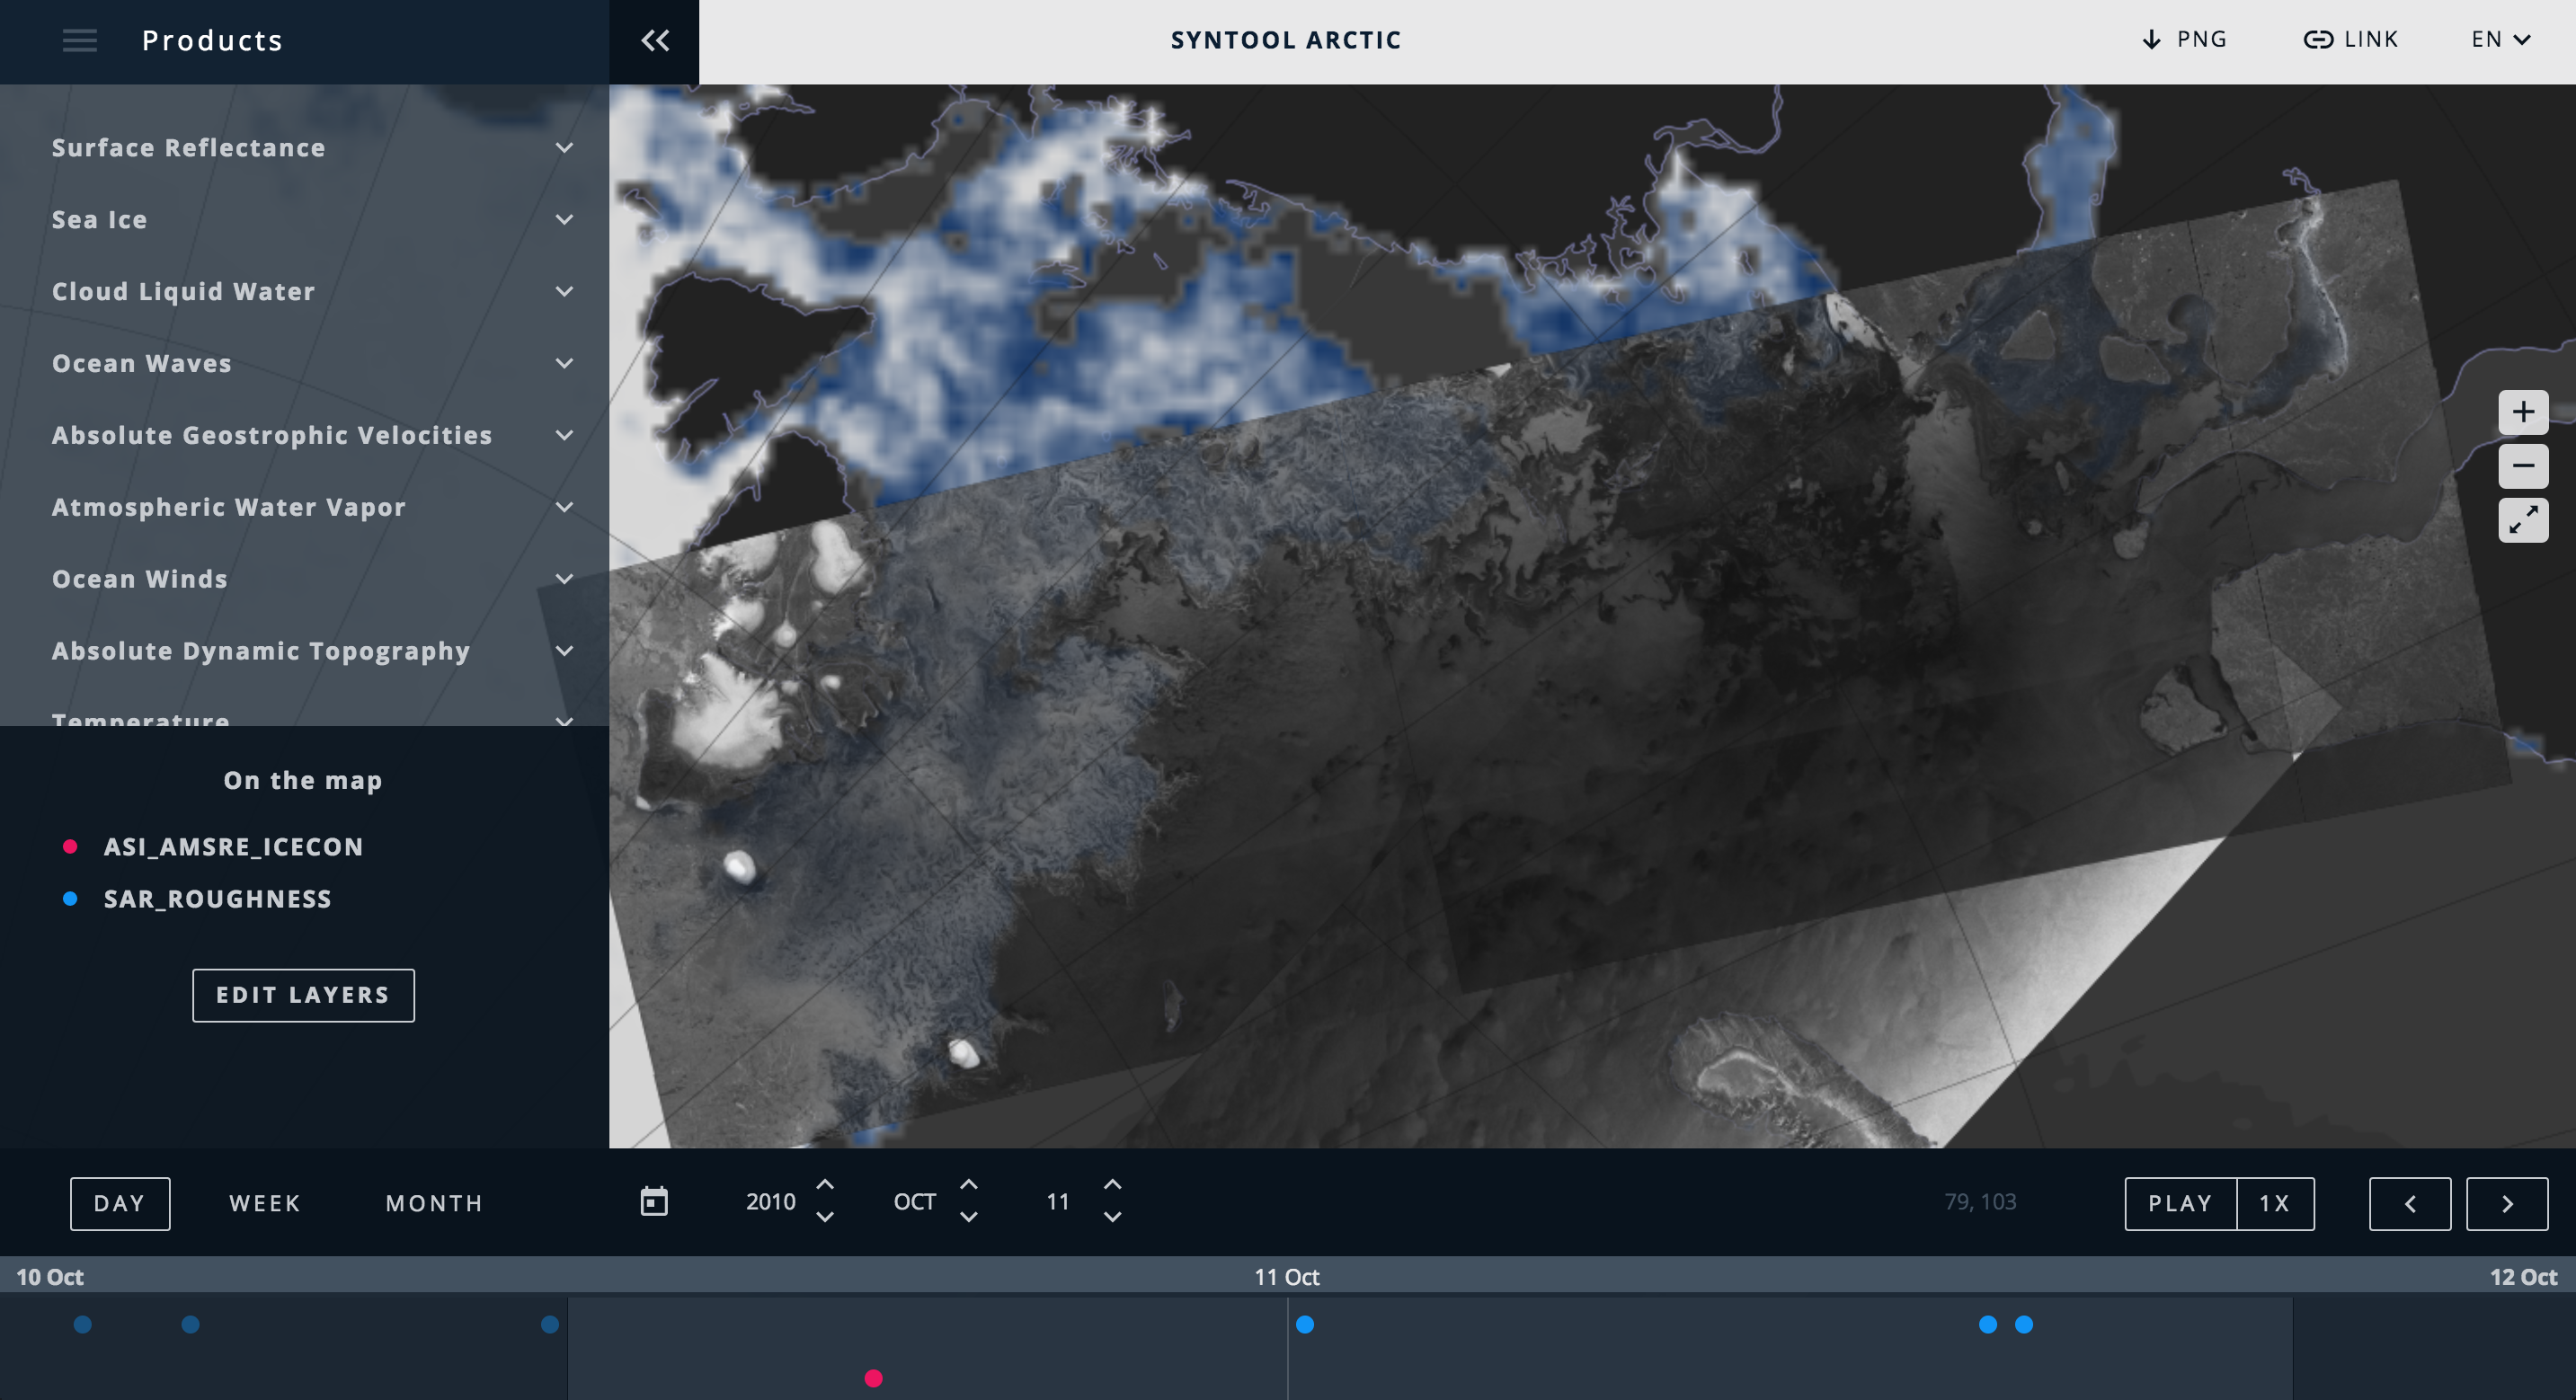 Products
SYNTOOL ARCTIC
PNG
LINK
EN
Surface Reflectance
Sea Ice
Cloud Liquid Water
Ocean Waves
Absolute Geostrophic Velocities
Atmospheric Water Vapor
Ocean Winds
Absolute Dynamic Topography
Temperature
On the map
ASI_AMSRE_ICECON
SAR_ROUGHNESS
EDIT LAYERS
DAY WEEK MONTH
2010 OCT 11
79, 103
PLAY 1X
10 Oct 11 Oct 12 Oct